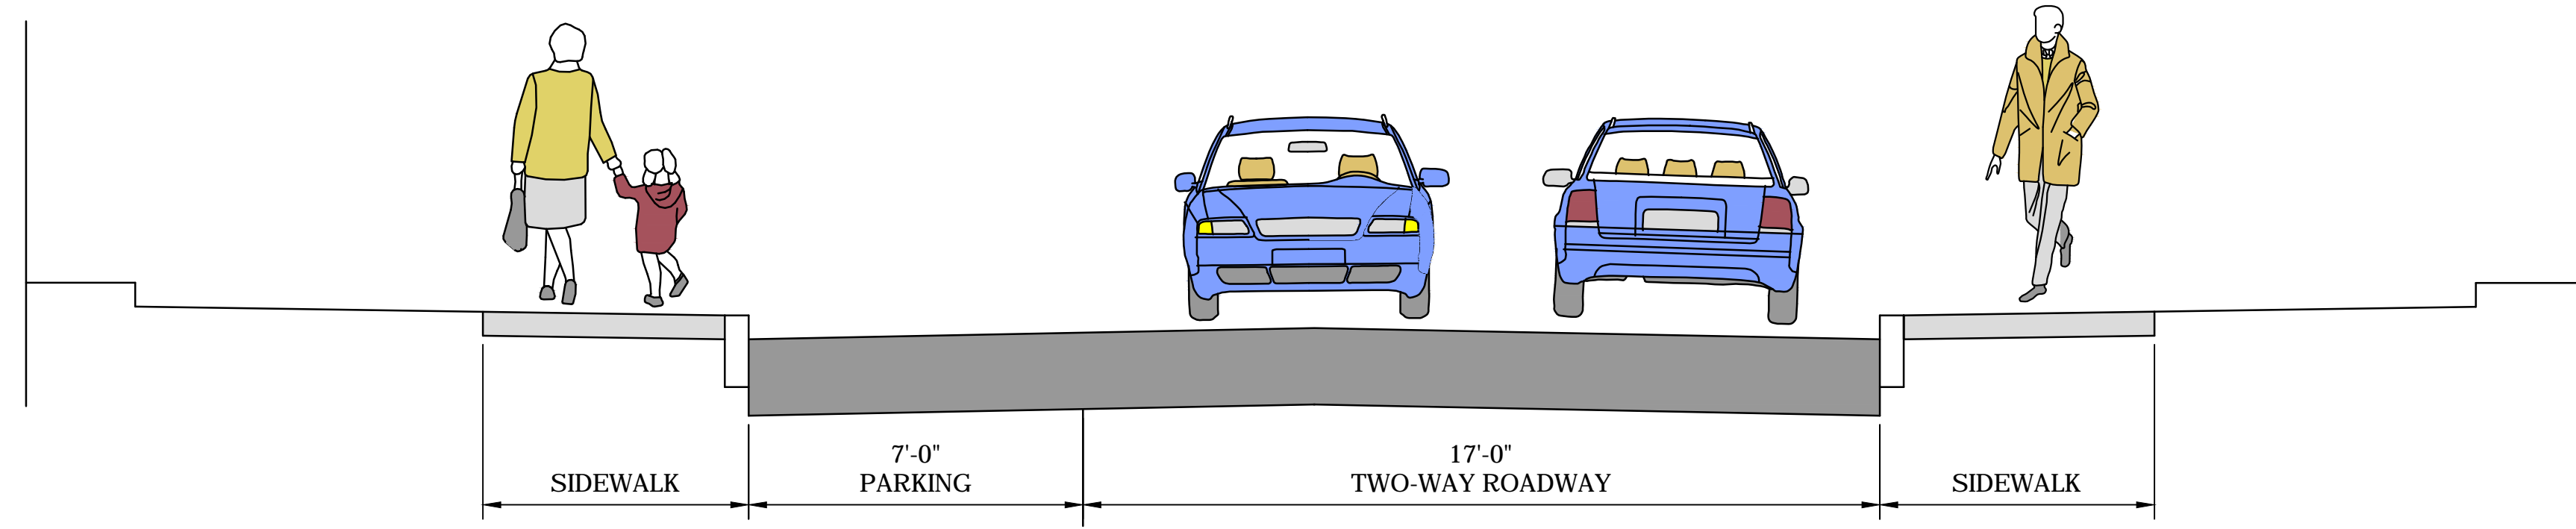 SIDEWALK
7'-0"
PARKING
17'-0"
TWO-WAY ROADWAY
SIDEWALK